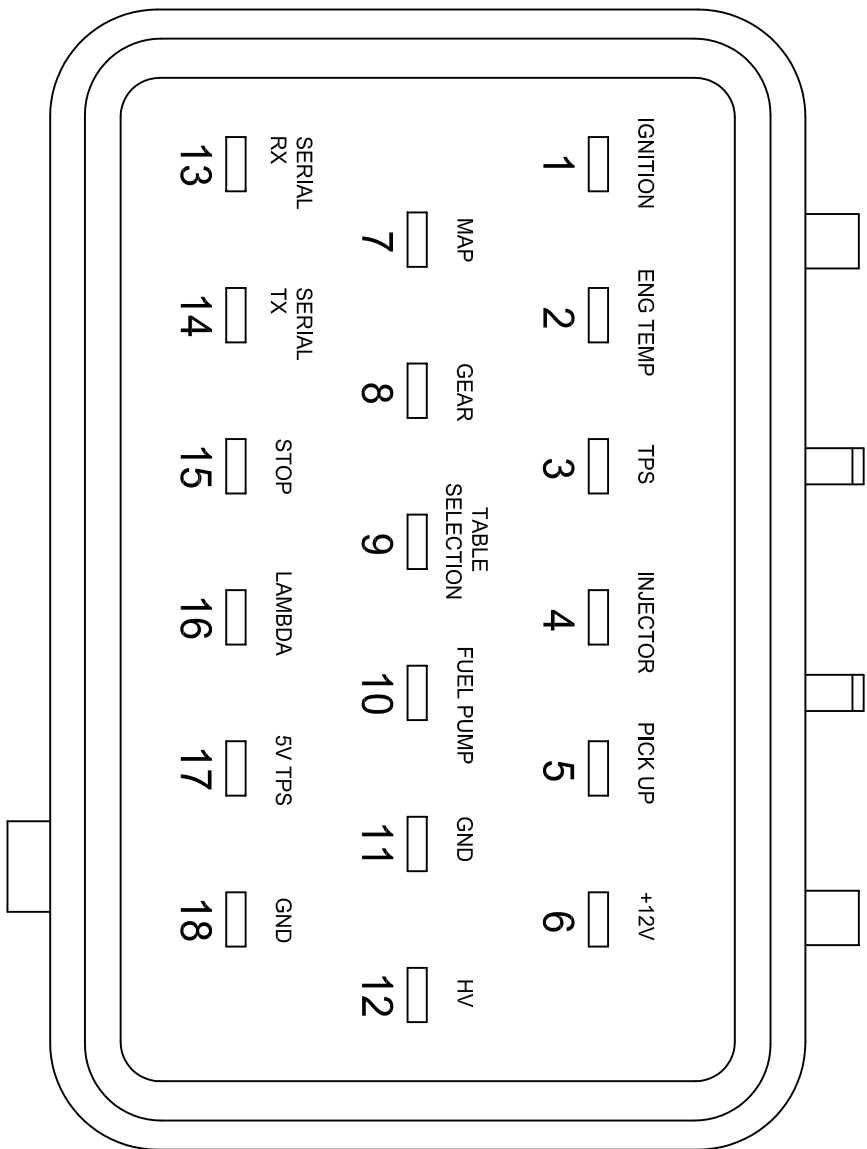 IGNITION
1
ENG TEMP
2
TPS
3
INJECTOR
4
PICK UP
5
+12V
6
MAP
7
GEAR
8
TABLE
SELECTION
9
FUEL PUMP
10
GND
11
HV
12
SERIAL
RX
13
SERIAL
TX
14
STOP
15
LAMBDA
16
5V TPS
17
GND
18